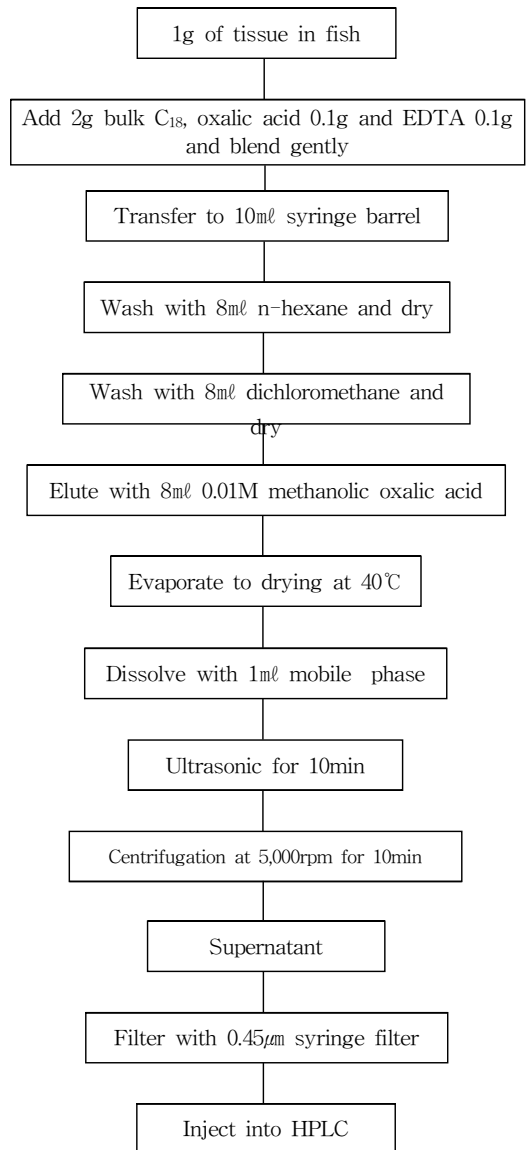 1g of tissue in fish
Add 2g bulk C₁₈, oxalic acid 0.1g and EDTA 0.1g
and blend gently
Transfer to 10㎖ syringe barrel
Wash with 8㎖ n-hexane and dry
Wash with 8㎖ dichloromethane and
dry
Elute with 8㎖ 0.01M methanolic oxalic acid
Evaporate to drying at 40℃
Dissolve with 1㎖ mobile phase
Ultrasonic for 10min
Centrifugation at 5,000rpm for 10min
Supernatant
Filter with 0.45㎛ syringe filter
Inject into HPLC